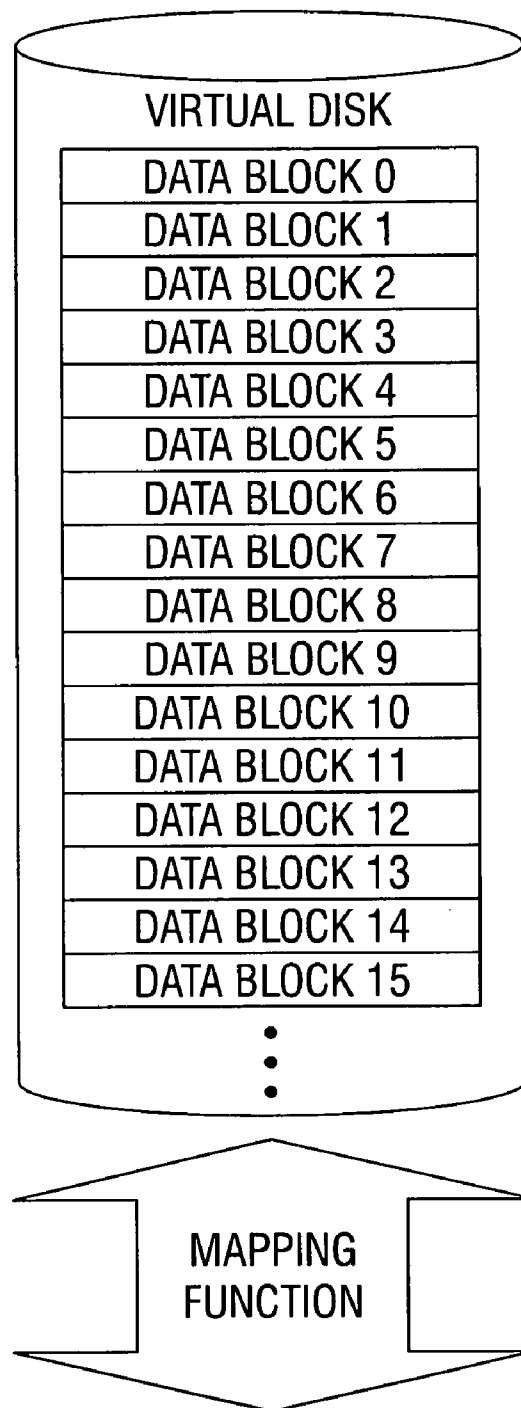 VIRTUAL DISK
DATA BLOCK 0
DATA BLOCK 1
DATA BLOCK 2
DATA BLOCK 3
DATA BLOCK 4
DATA BLOCK 5
DATA BLOCK 6
DATA BLOCK 7
DATA BLOCK 8
DATA BLOCK 9
DATA BLOCK 10
DATA BLOCK 11
DATA BLOCK 12
DATA BLOCK 13
DATA BLOCK 14
DATA BLOCK 15
MAPPING
FUNCTION